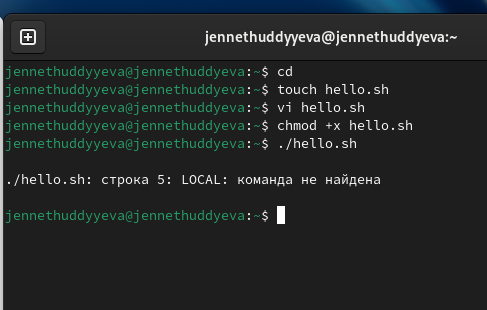 jennethuddyyeva@jennethuddyeva:~
jennethuddyyeva@jennethuddyeva:~$ cd
jennethuddyyeva@jennethuddyeva:~$ touch hello.sh
jennethuddyyeva@jennethuddyeva:~$ vi hello.sh
jennethuddyyeva@jennethuddyeva:~$ chmod +x hello.sh
jennethuddyyeva@jennethuddyeva:~$ ./hello.sh
./hello.sh: строка 5: LOCAL: команда не найдена
jennethuddyyeva@jennethuddyeva:~$